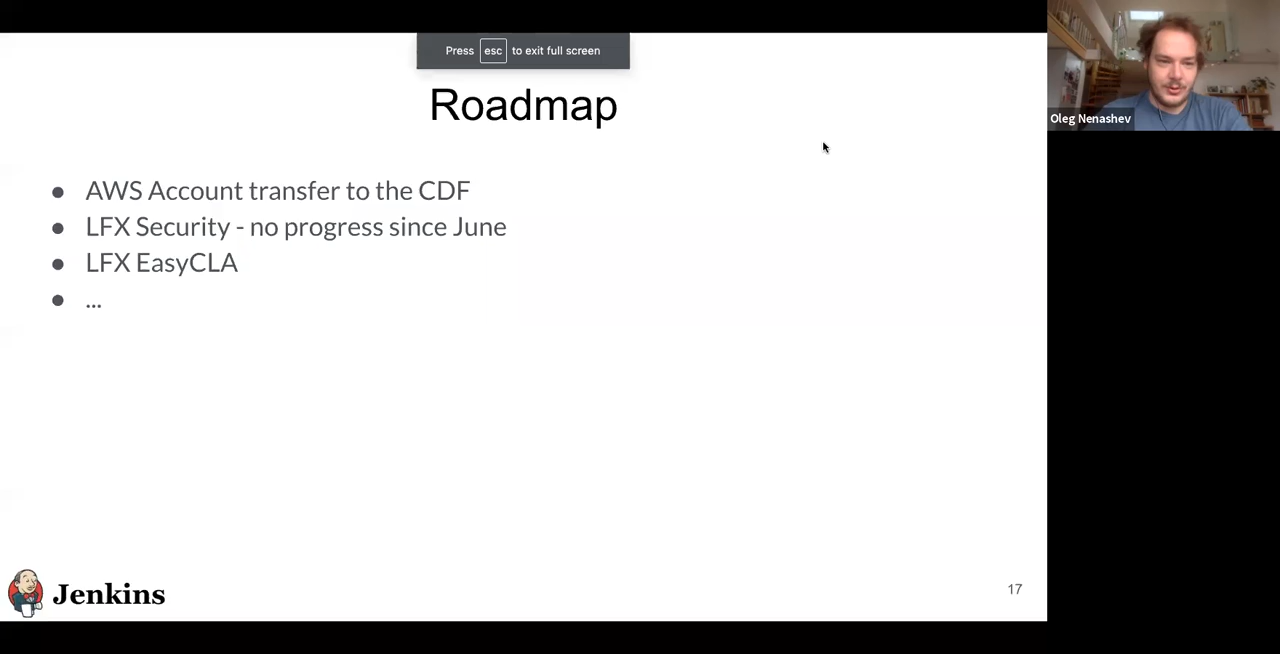 Press esc to exit full screen
Roadmap
● AWS Account transfer to the CDF
● LFX Security - no progress since June
● LFX EasyCLA
● ...
Jenkins
17
Oleg Nenashev